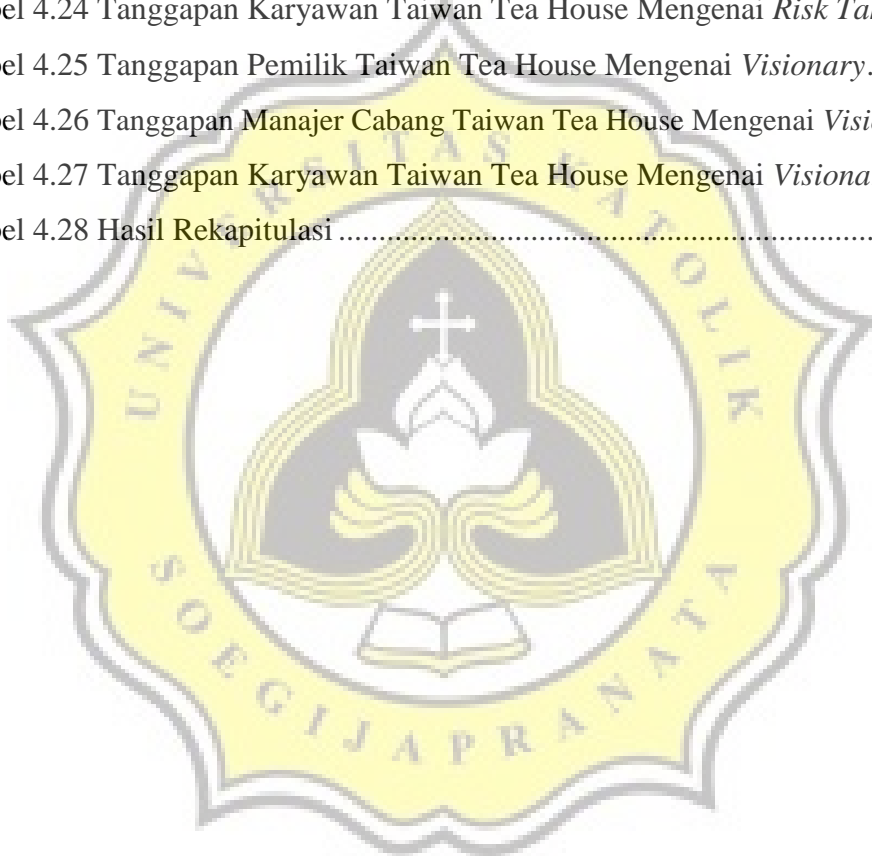 bel 4.24 Tanggapan Karyawan Taiwan Tea House Mengenai Risk Ta
bel 4.25 Tanggapan Pemilik Taiwan Tea House Mengenai Visionary.
bel 4.26 Tanggapan Manajer Cabang Taiwan Tea House Mengenai Visi
bel 4.27 Tanggapan Karyawan Taiwan Tea House Mengenai Visiona
bel 4.28 Hasil Rekapitulasi ........................................................................
UNIVERSITAS KATOLIK
SOEGIJAPRANATA